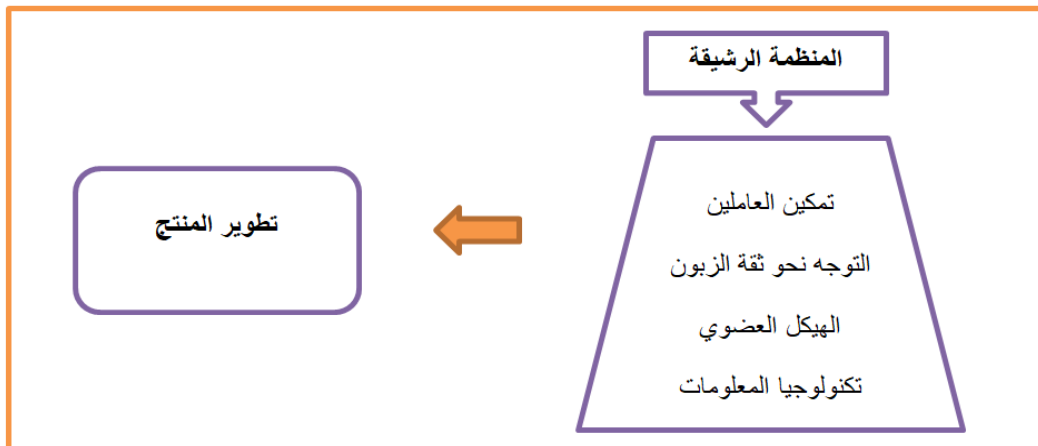 المنظمة الرشيقة
تمكين العاملين
التوجه نحو ثقة الزبون
الهيكل العضوي
تكنولوجيا المعلومات
تطوير المنتج